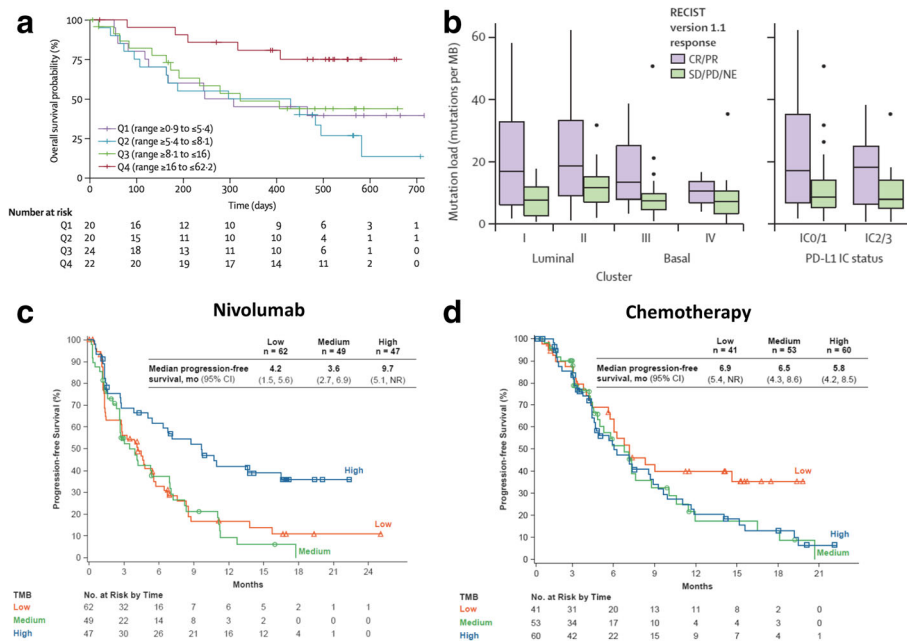 a
Overall survival probability (%)
100
75
50
25
0
Q1 (range ≥0·9 to ≤5·4)
Q2 (range ≥5·4 to ≤8·1)
Q3 (range ≥8·1 to ≤16)
Q4 (range ≥16 to ≤62·2)
0 100 200 300 400 500 600 700
Time (days)
Number at risk
Q1 20 16 12 10 9 6 3 1
Q2 20 15 11 10 10 4 1 1
Q3 24 18 13 11 10 6 1 0
Q4 22 20 19 17 14 11 2 0
b
Mutation load (mutations per MB)
60
40
20
0
RECIST
version 1.1
response
CR/PR
SD/PD/NE
I II III IV
Luminal Basal
Cluster
IC0/1 IC2/3
PD-L1 IC status
c
Nivolumab
Progression-free Survival (%)
100
90
80
70
60
50
40
30
20
10
0
Low Medium High
n = 62 n = 49 n = 47
Median progression-free 4.2 3.6 9.7
survival, mo (95% CI) (1.5, 5.6) (2.7, 6.9) (5.1, NR)
High
Low
Medium
0 3 6 9 12 15 18 21 24
Months
TMB No. at Risk by Time
Low 62 32 16 7 6 5 2 1 1
Medium 49 22 14 8 3 2 0 0 0
High 47 30 26 21 16 12 4 1 0
d
Chemotherapy
Progression-free Survival (%)
100
90
80
70
60
50
40
30
20
10
0
Low Medium High
n = 41 n = 53 n = 60
Median progression-free 6.9 6.5 5.8
survival, mo (95% CI) (5.4, NR) (4.3, 8.6) (4.2, 8.5)
Low
High
Medium
0 3 6 9 12 15 18 21
Months
TMB No. at Risk by Time
Low 41 31 20 13 11 8 2 0
Medium 53 34 17 10 4 4 3 0
High 60 42 22 15 9 7 4 1